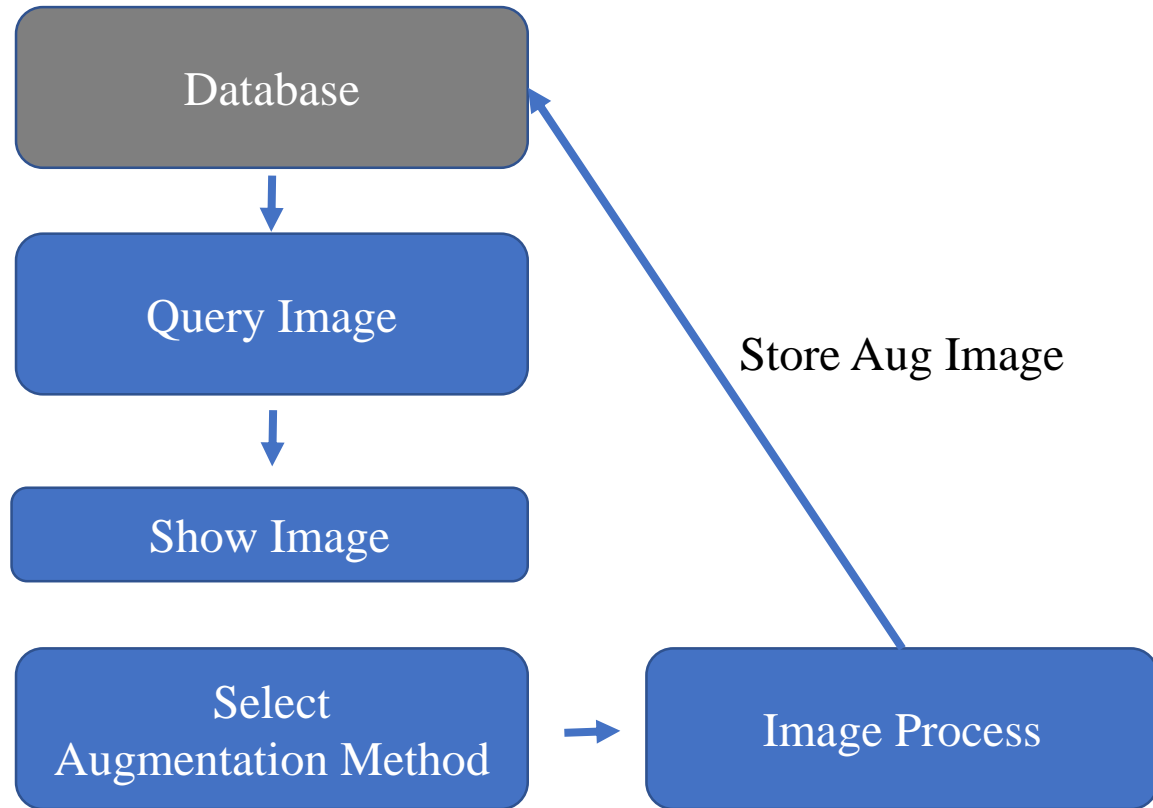 Database
Query Image
Store Aug Image
Show Image
Select
Augmentation Method
Image Process